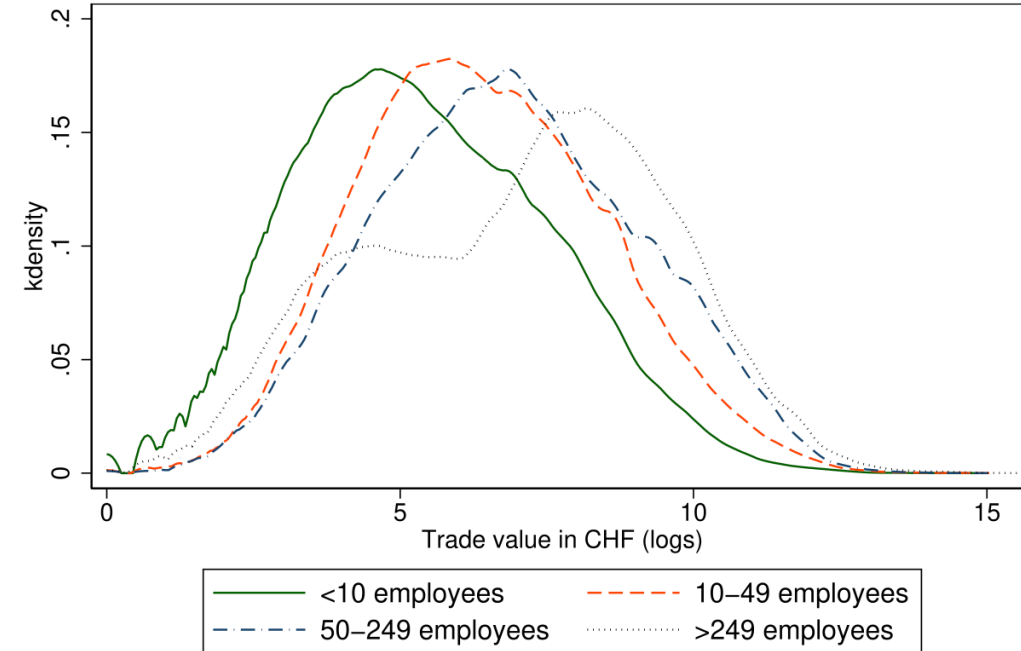 kdensity
.2
.15
.1
.05
0
0 5 10 15
Trade value in CHF (logs)
<10 employees 10−49 employees
50−249 employees >249 employees